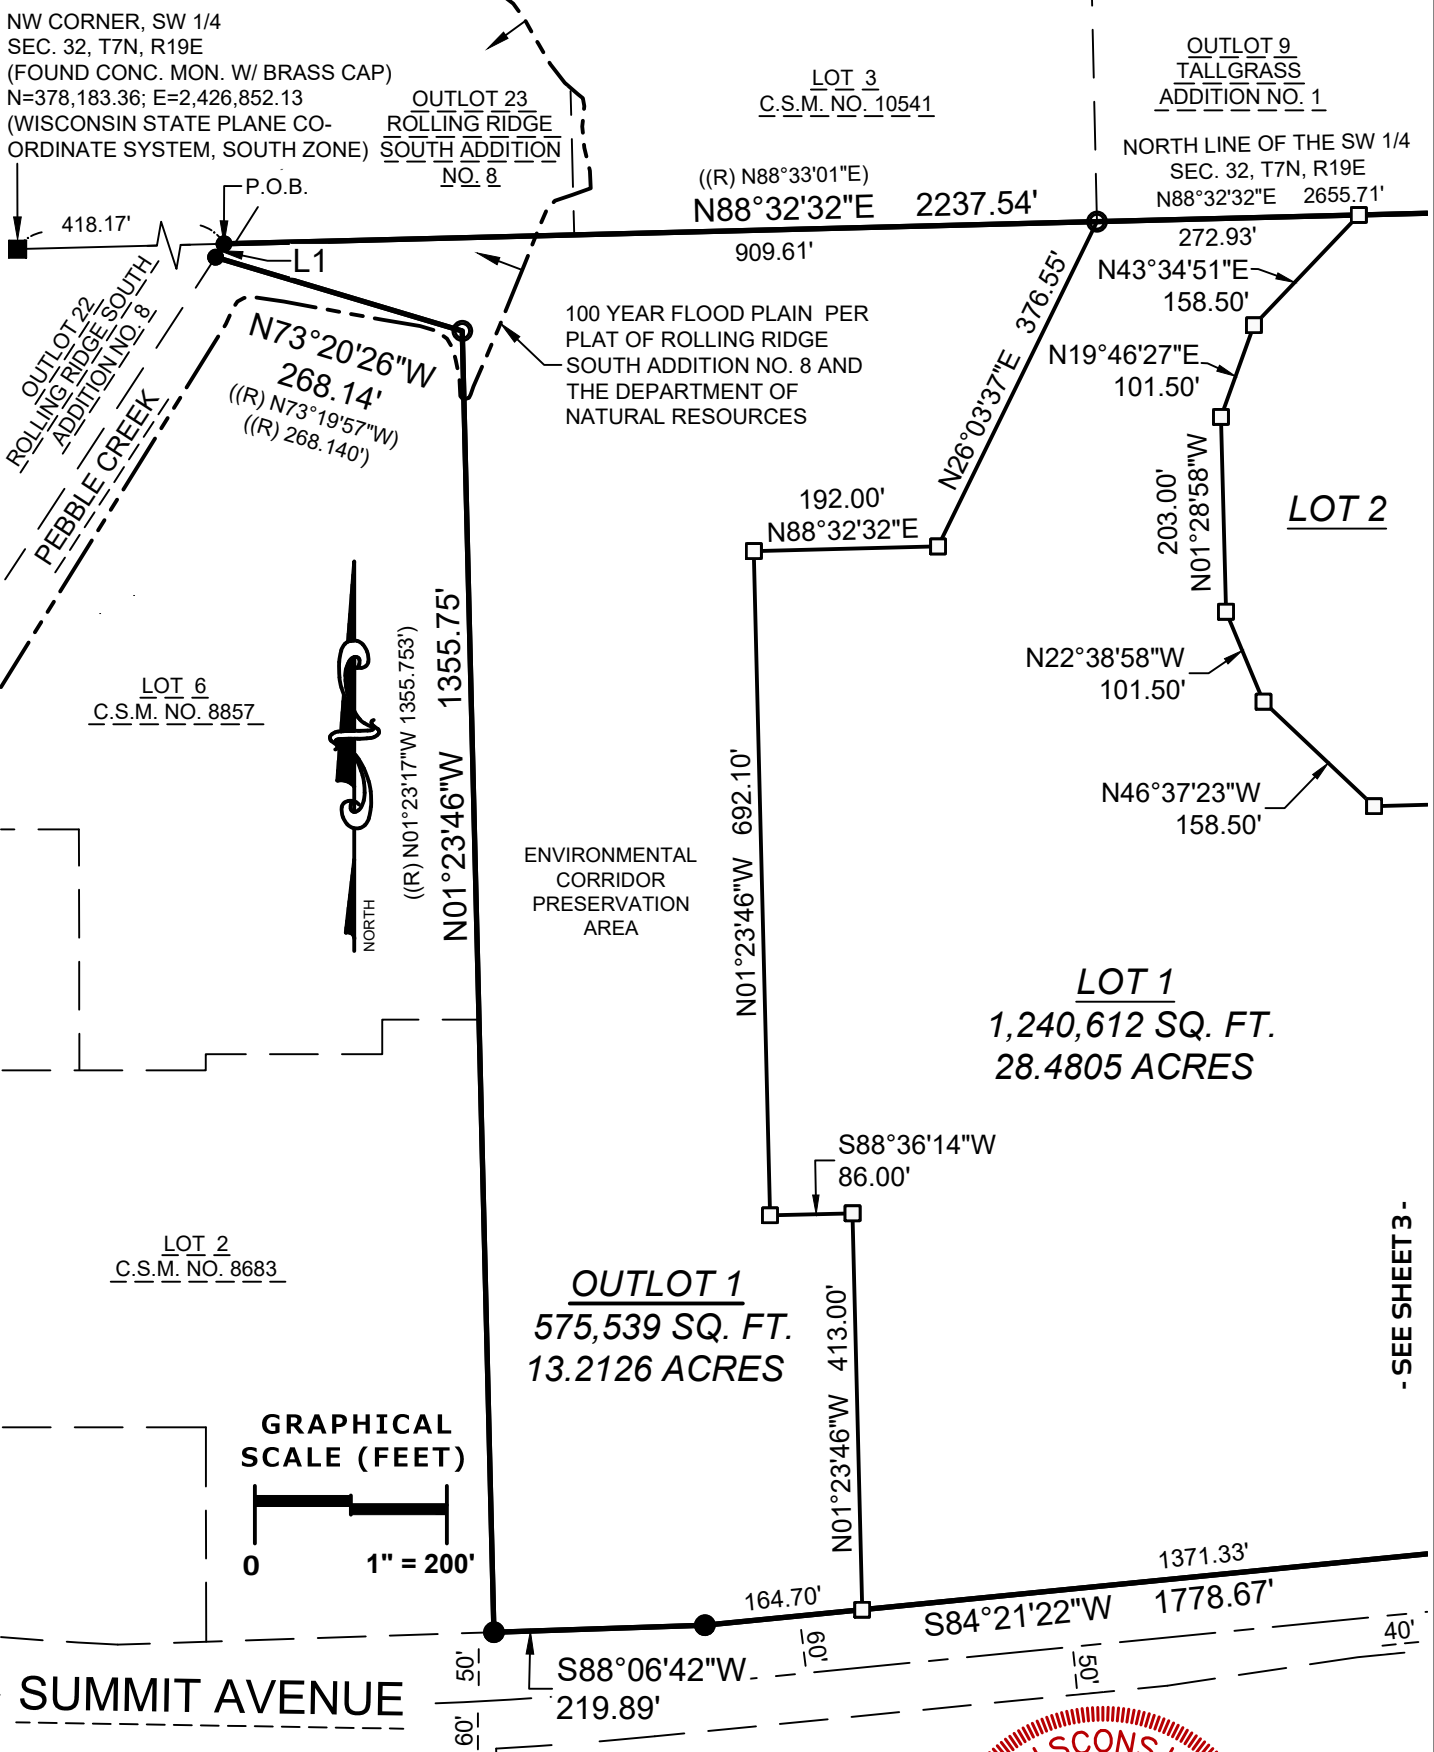 NW CORNER, SW 1/4
SEC. 32, T7N, R19E
(FOUND CONC. MON. W/ BRASS CAP)
N=378,183.36; E=2,426,852.13
(WISCONSIN STATE PLANE CO-
ORDINATE SYSTEM, SOUTH ZONE)
OUTLOT 23
ROLLING RIDGE
SOUTH ADDITION
NO. 8
LOT 3
C.S.M. NO. 10541
OUTLOT 9
TALLGRASS
ADDITION NO. 1
NORTH LINE OF THE SW 1/4
SEC. 32, T7N, R19E
N88°32'32"E 2655.71'
P.O.B.
418.17'
((R) N88°33'01"E)
N88°32'32"E 2237.54'
909.61'
272.93'
L1
N43°34'51"E
158.50'
OUTLOT 22
ROLLING RIDGE SOUTH
ADDITION NO. 8
PEBBLE CREEK
N73°20'26"W
268.14'
((R) N73°19'57"W)
((R) 268.140')
100 YEAR FLOOD PLAIN PER
PLAT OF ROLLING RIDGE
SOUTH ADDITION NO. 8 AND
THE DEPARTMENT OF
NATURAL RESOURCES
N26°03'37"E 376.55'
N19°46'27"E
101.50'
203.00'
N01°28'58"W
LOT 2
192.00'
N88°32'32"E
N22°38'58"W
101.50'
LOT 6
C.S.M. NO. 8857
((R) N01°23'17"W 1355.753')
N01°23'46"W 1355.75'
NORTH
N46°37'23"W
158.50'
N01°23'46"W 692.10'
ENVIRONMENTAL
CORRIDOR
PRESERVATION
AREA
LOT 1
1,240,612 SQ. FT.
28.4805 ACRES
S88°36'14"W
86.00'
LOT 2
C.S.M. NO. 8683
OUTLOT 1
575,539 SQ. FT.
13.2126 ACRES
N01°23'46"W 413.00'
- SEE SHEET 3 -
GRAPHICAL
SCALE (FEET)
0 1" = 200'
164.70'
1371.33'
S84°21'22"W 1778.67'
S88°06'42"W
219.89'
50'
60'
60'
50'
40'
SUMMIT AVENUE